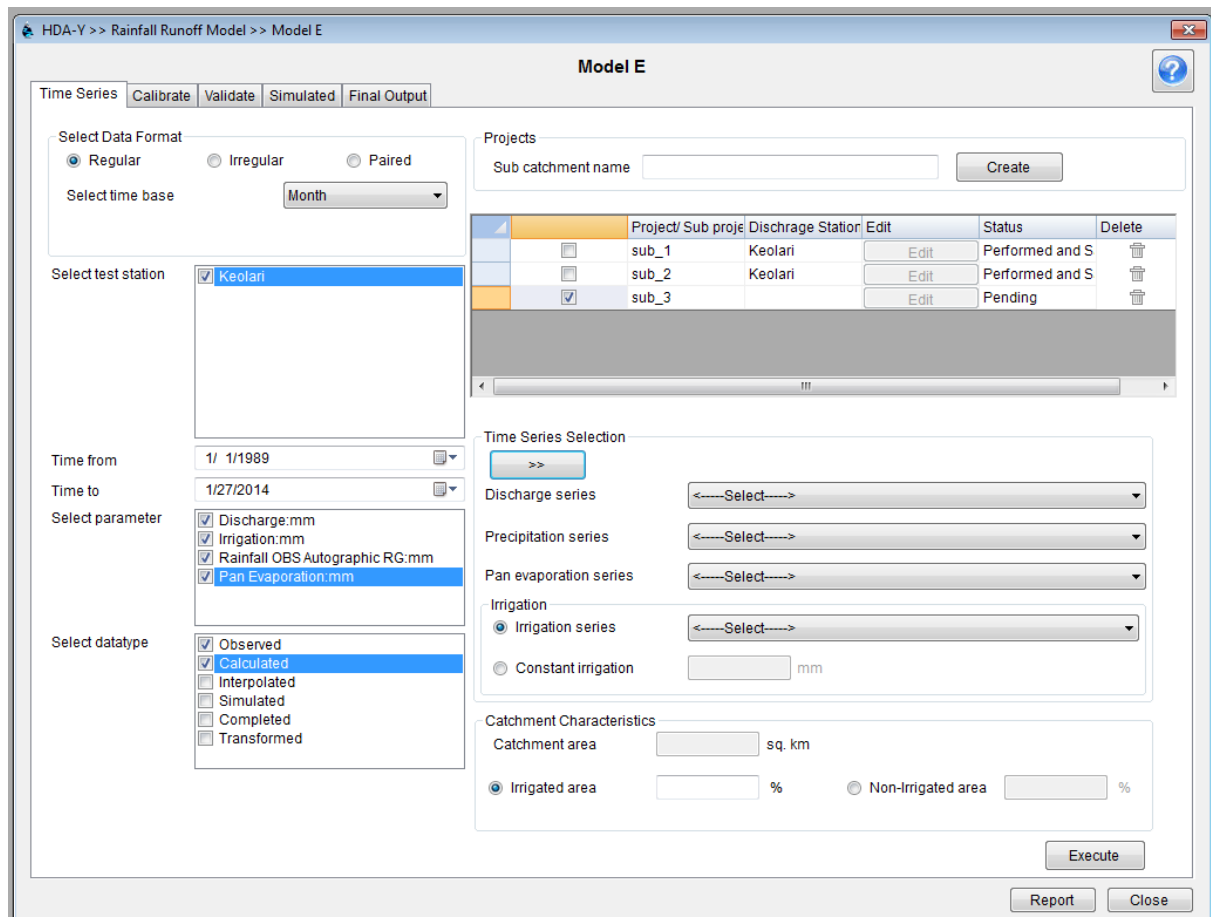 HDA-Y >> Rainfall Runoff Model >> Model E
Model E
Time Series Calibrate Validate Simulated Final Output
Select Data Format
Regular Irregular Paired
Select time base Month
Select test station Keolari
Time from 1/ 1/1989
Time to 1/27/2014
Select parameter Discharge:mm
Irrigation:mm
Rainfall OBS Autographic RG:mm
Pan Evaporation:mm
Select datatype Observed
Calculated
Interpolated
Simulated
Completed
Transformed
Projects
Sub catchment name Create
Project/ Sub proje Dischrage Station Edit Status Delete
sub_1 Keolari Edit Performed and S
sub_2 Keolari Edit Performed and S
sub_3 Edit Pending
Time Series Selection
>>
Discharge series <-----Select----->
Precipitation series <-----Select----->
Pan evaporation series <-----Select----->
Irrigation
Irrigation series <-----Select----->
Constant irrigation mm
Catchment Characteristics
Catchment area sq. km
Irrigated area % Non-Irrigated area %
Execute
Report Close